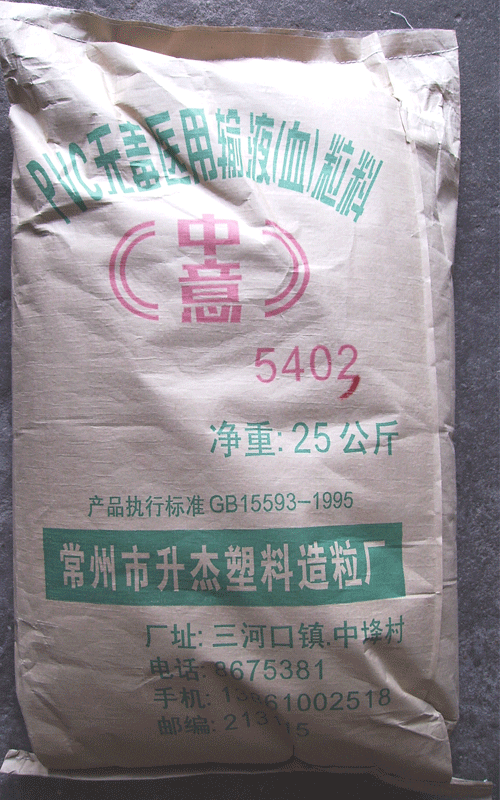 PVC无毒医用输液(血)粒料
中意
5402
净重: 25公斤
产品执行标准GB15593-1995
常州市升杰塑料造粒厂
厂址: 三河口镇.中择村
电话: 8675381
手机:
邮编: